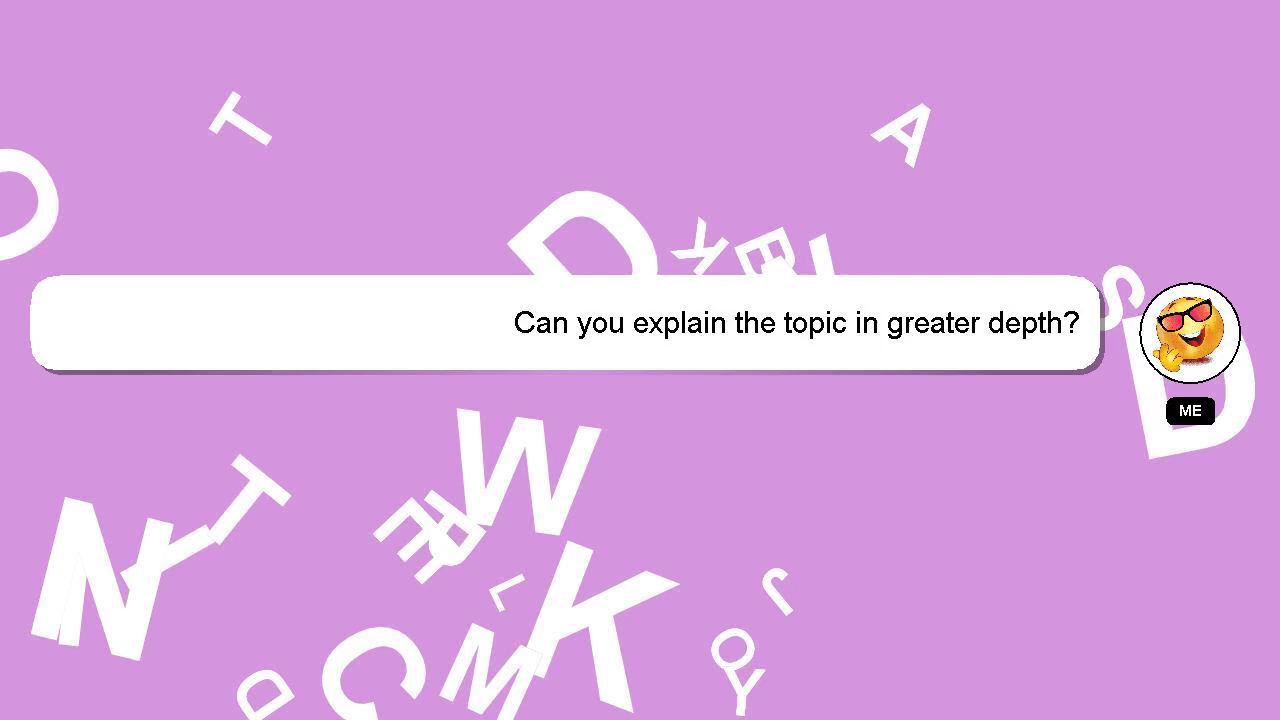 T
A
O
D
K
E
S
Can you explain the topic in greater depth?
D
ME
W
T
N
Y
E
R
L
K
J
O
Y
M
C
D